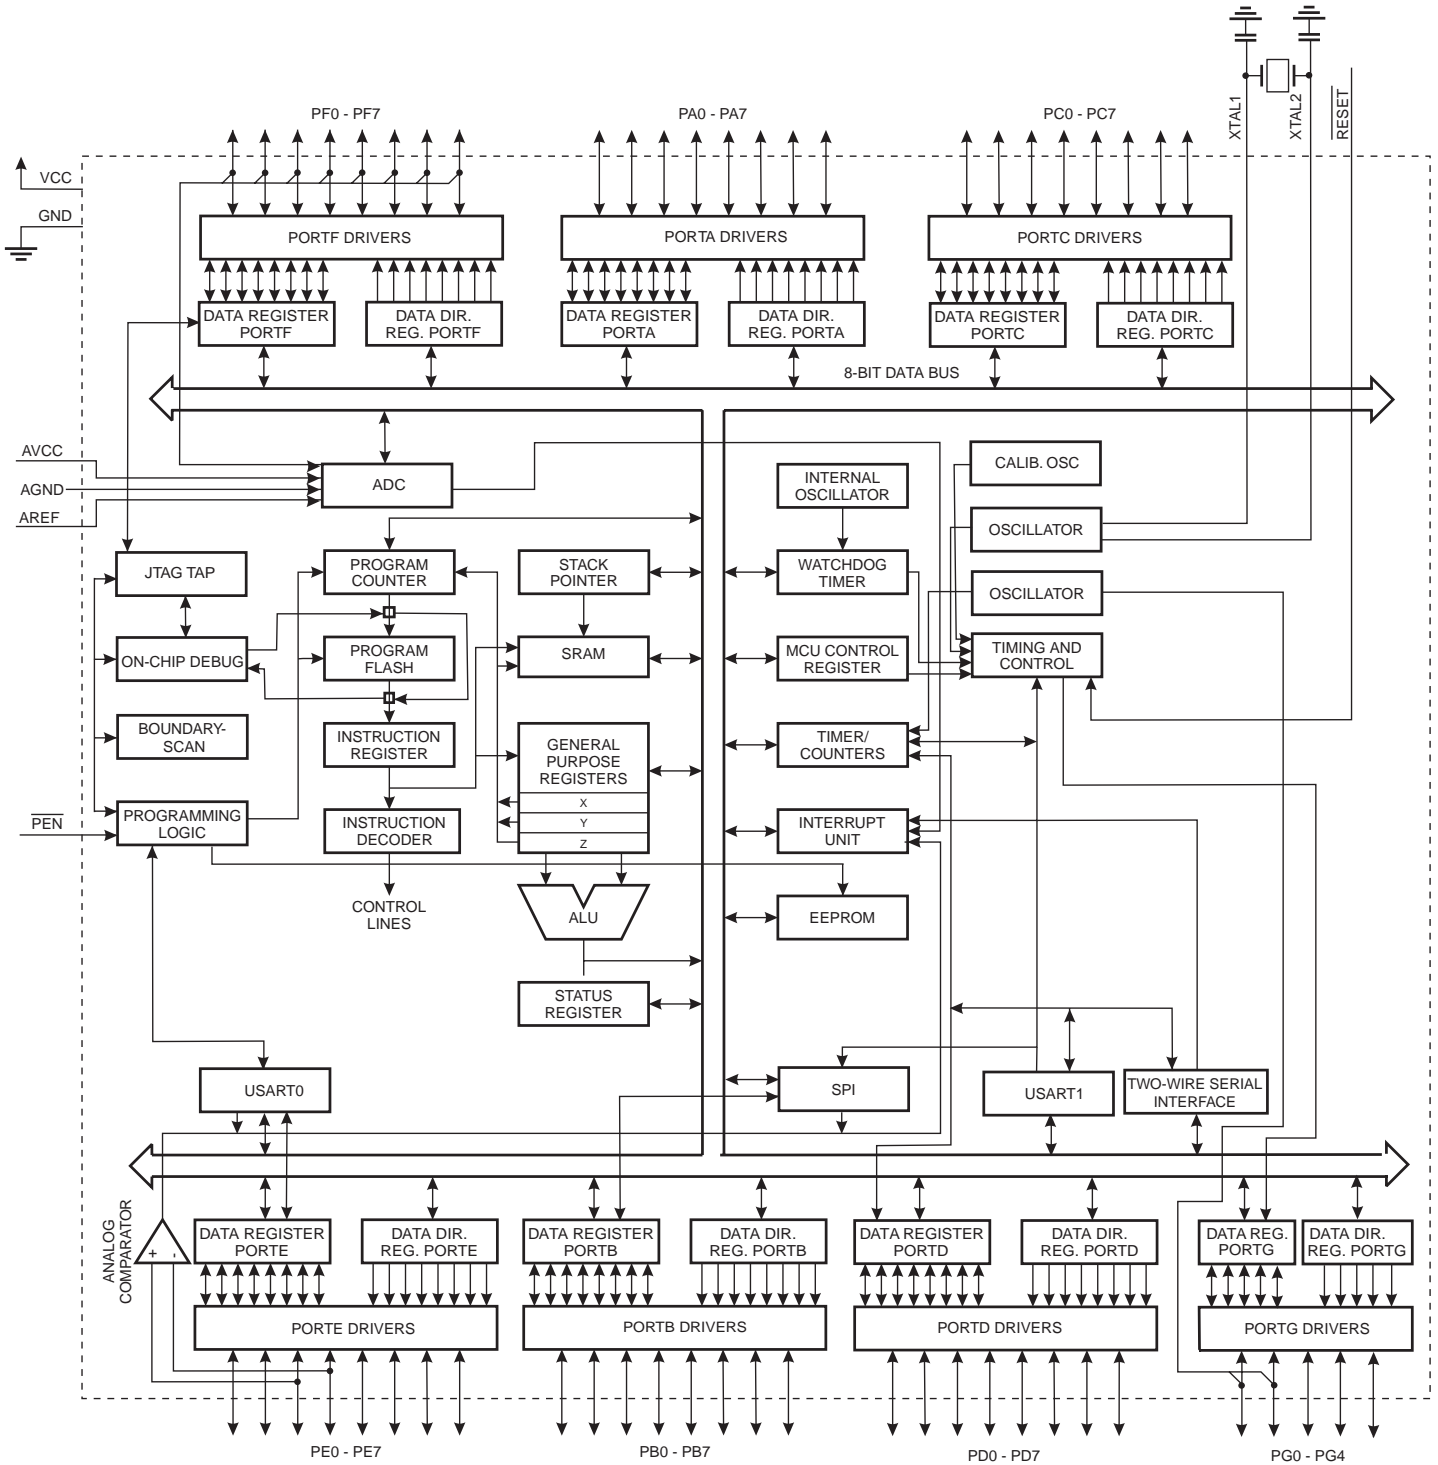 XTAL1
XTAL2
RESET
PF0 - PF7
PA0 - PA7
PC0 - PC7
VCC
GND
PORTF DRIVERS
PORTA DRIVERS
PORTC DRIVERS
DATA REGISTER
PORTF
DATA DIR.
REG. PORTF
DATA REGISTER
PORTA
DATA DIR.
REG. PORTA
DATA REGISTER
PORTC
DATA DIR.
REG. PORTC
8-BIT DATA BUS
AVCC
AGND
AREF
ADC
INTERNAL
OSCILLATOR
CALIB. OSC
OSCILLATOR
JTAG TAP
PROGRAM
COUNTER
STACK
POINTER
WATCHDOG
TIMER
OSCILLATOR
ON-CHIP DEBUG
PROGRAM
FLASH
SRAM
MCU CONTROL
REGISTER
TIMING AND
CONTROL
BOUNDARY-
SCAN
INSTRUCTION
REGISTER
GENERAL
PURPOSE
REGISTERS
X
Y
Z
TIMER/
COUNTERS
PEN
PROGRAMMING
LOGIC
INSTRUCTION
DECODER
INTERRUPT
UNIT
CONTROL
LINES
ALU
EEPROM
STATUS
REGISTER
USART0
SPI
USART1
TWO-WIRE SERIAL
INTERFACE
ANALOG
COMPARATOR
+
-
DATA REGISTER
PORTE
DATA DIR.
REG. PORTE
DATA REGISTER
PORTB
DATA DIR.
REG. PORTB
DATA REGISTER
PORTD
DATA DIR.
REG. PORTD
DATA REG.
PORTG
DATA DIR.
REG. PORTG
PORTE DRIVERS
PORTB DRIVERS
PORTD DRIVERS
PORTG DRIVERS
PE0 - PE7
PB0 - PB7
PD0 - PD7
PG0 - PG4